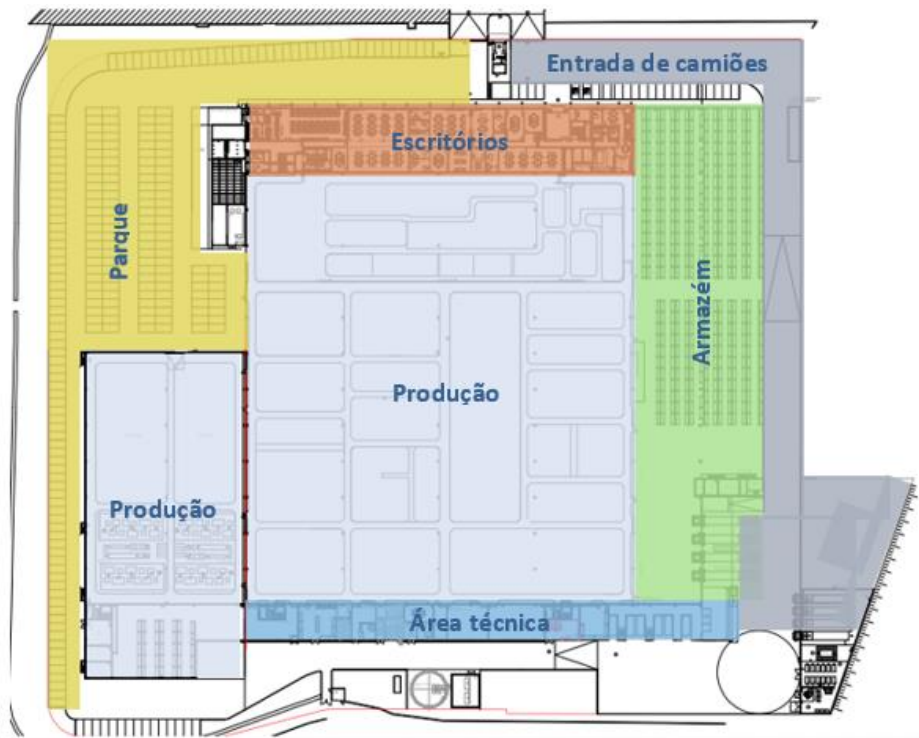 Entrada de camiões
Escritórios
Parque
Armazém
Produção
Produção
Área técnica